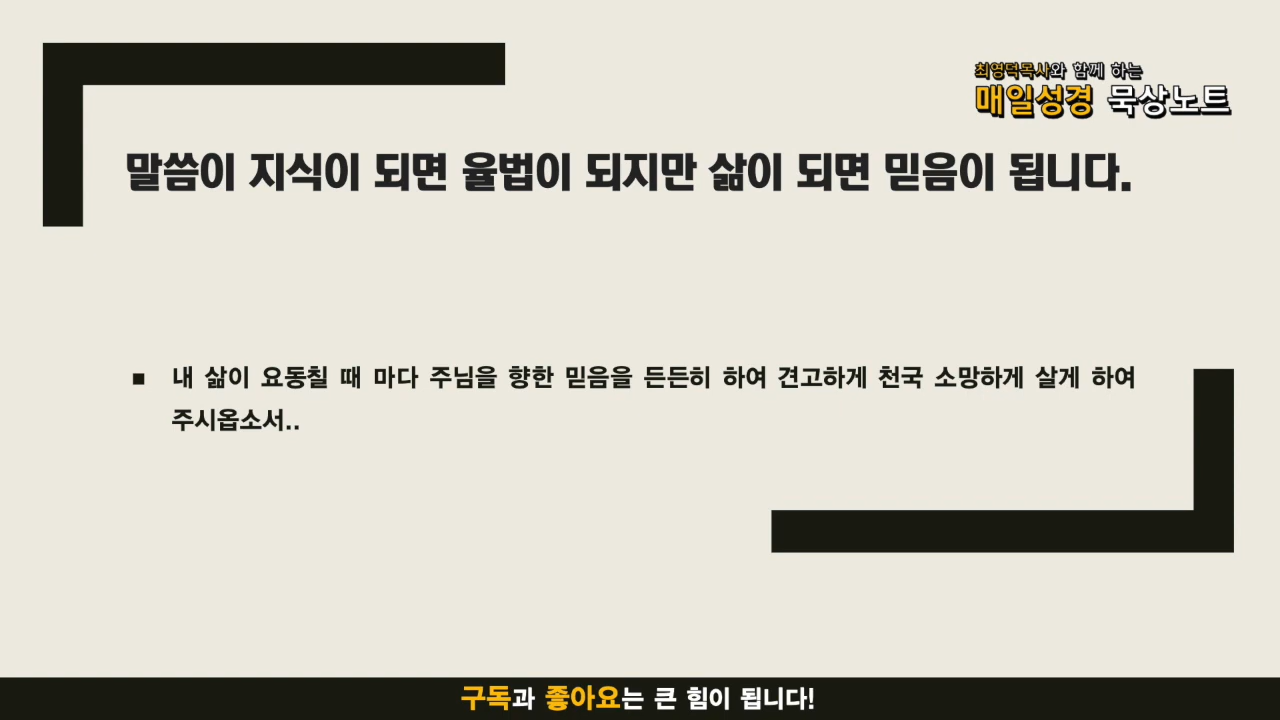 최영덕목사와 함께 하는
매일성경 묵상노트
말씀이 지식이 되면 율법이 되지만 삶이 되면 믿음이 됩니다.
■ 내 삶이 요동칠 때 마다 주님을 향한 믿음을 든든히 하여 견고하게 천국 소망하게 살게 하여
주시옵소서..
구독과 좋아요는 큰 힘이 됩니다!